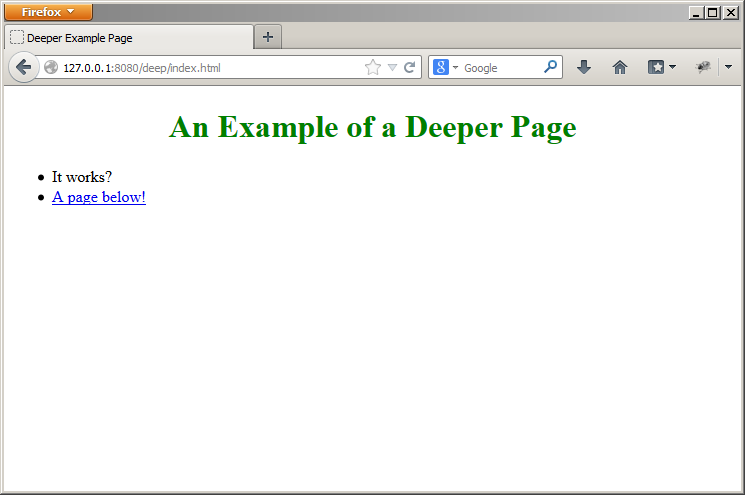 Firefox
Deeper Example Page
127.0.0.1:8080/deep/index.html
Google
An Example of a Deeper Page
It works?
A page below!